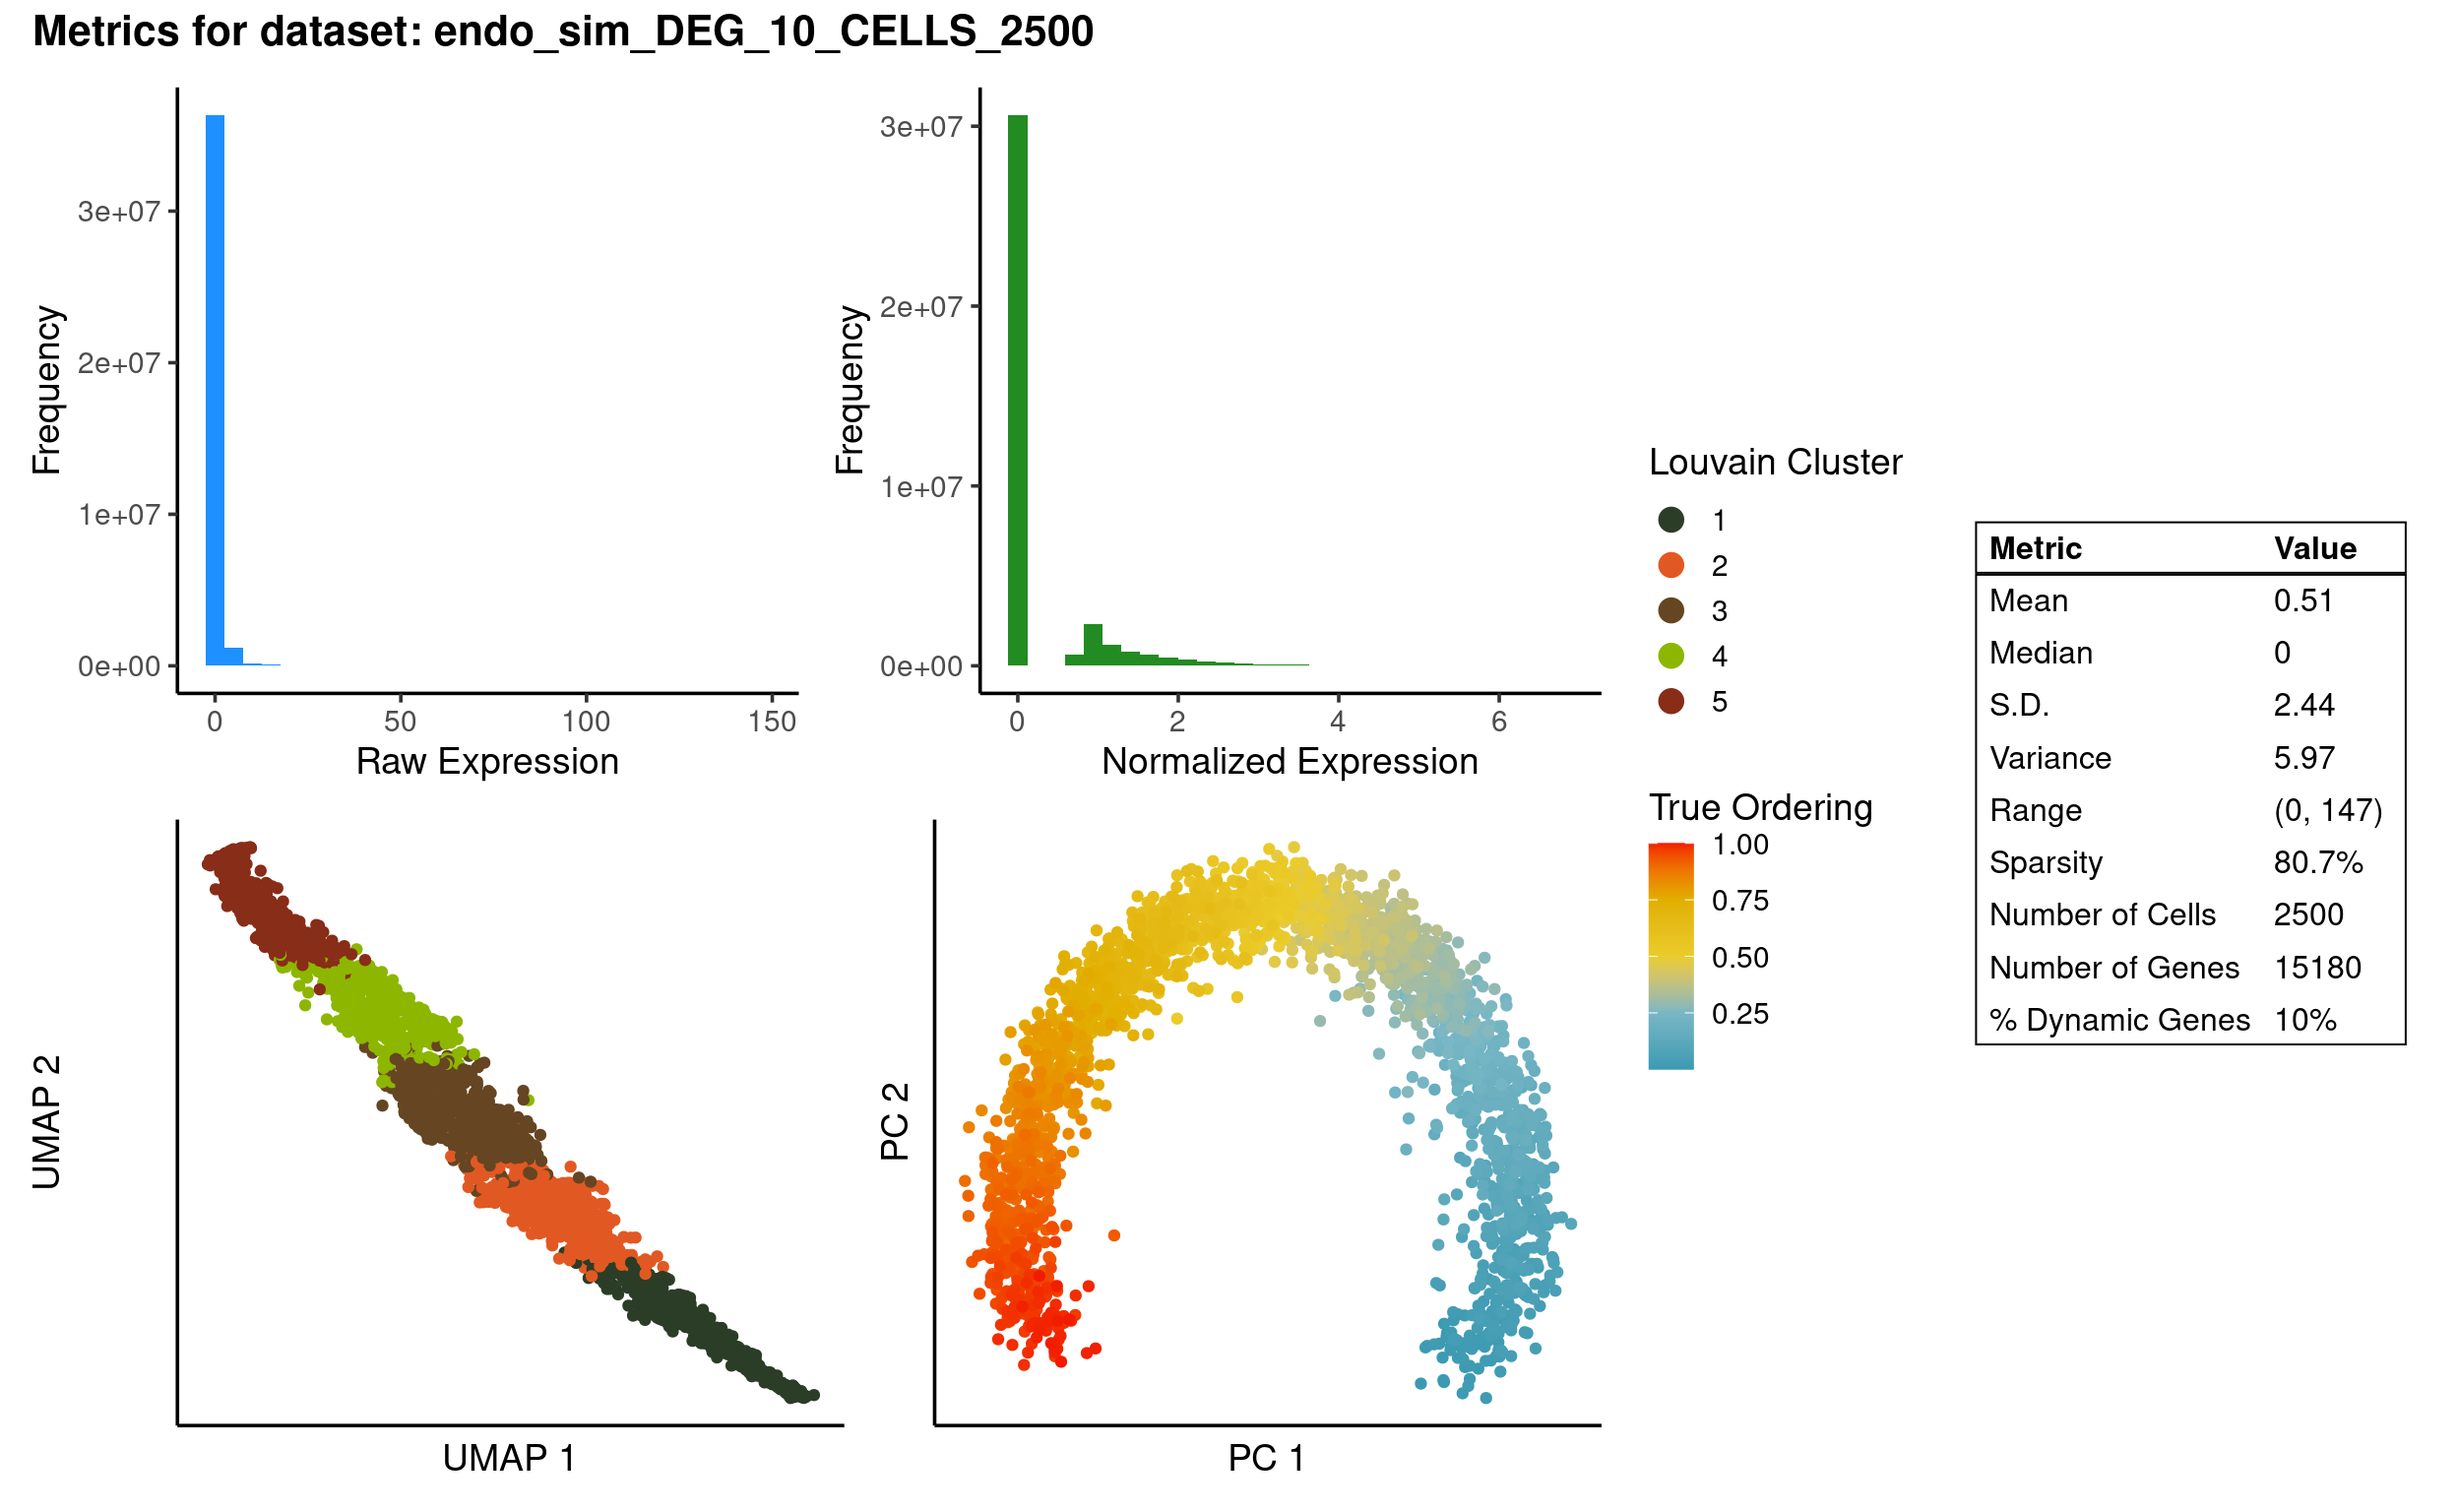 Metrics for dataset: endo_sim_DEG_10_CELLS_2500
Frequency
3e+07
2e+07
1e+07
0e+00
0
50
100
150
Raw Expression
Frequency
3e+07
2e+07
1e+07
0e+00
0
2
4
6
Normalized Expression
UMAP 2
UMAP 1
PC 2
PC 1
Louvain Cluster
1
2
3
4
5
True Ordering
1.00
0.75
0.50
0.25
Metric Value
Mean 0.51
Median 0
S.D. 2.44
Variance 5.97
Range (0, 147)
Sparsity 80.7%
Number of Cells 2500
Number of Genes 15180
% Dynamic Genes 10%